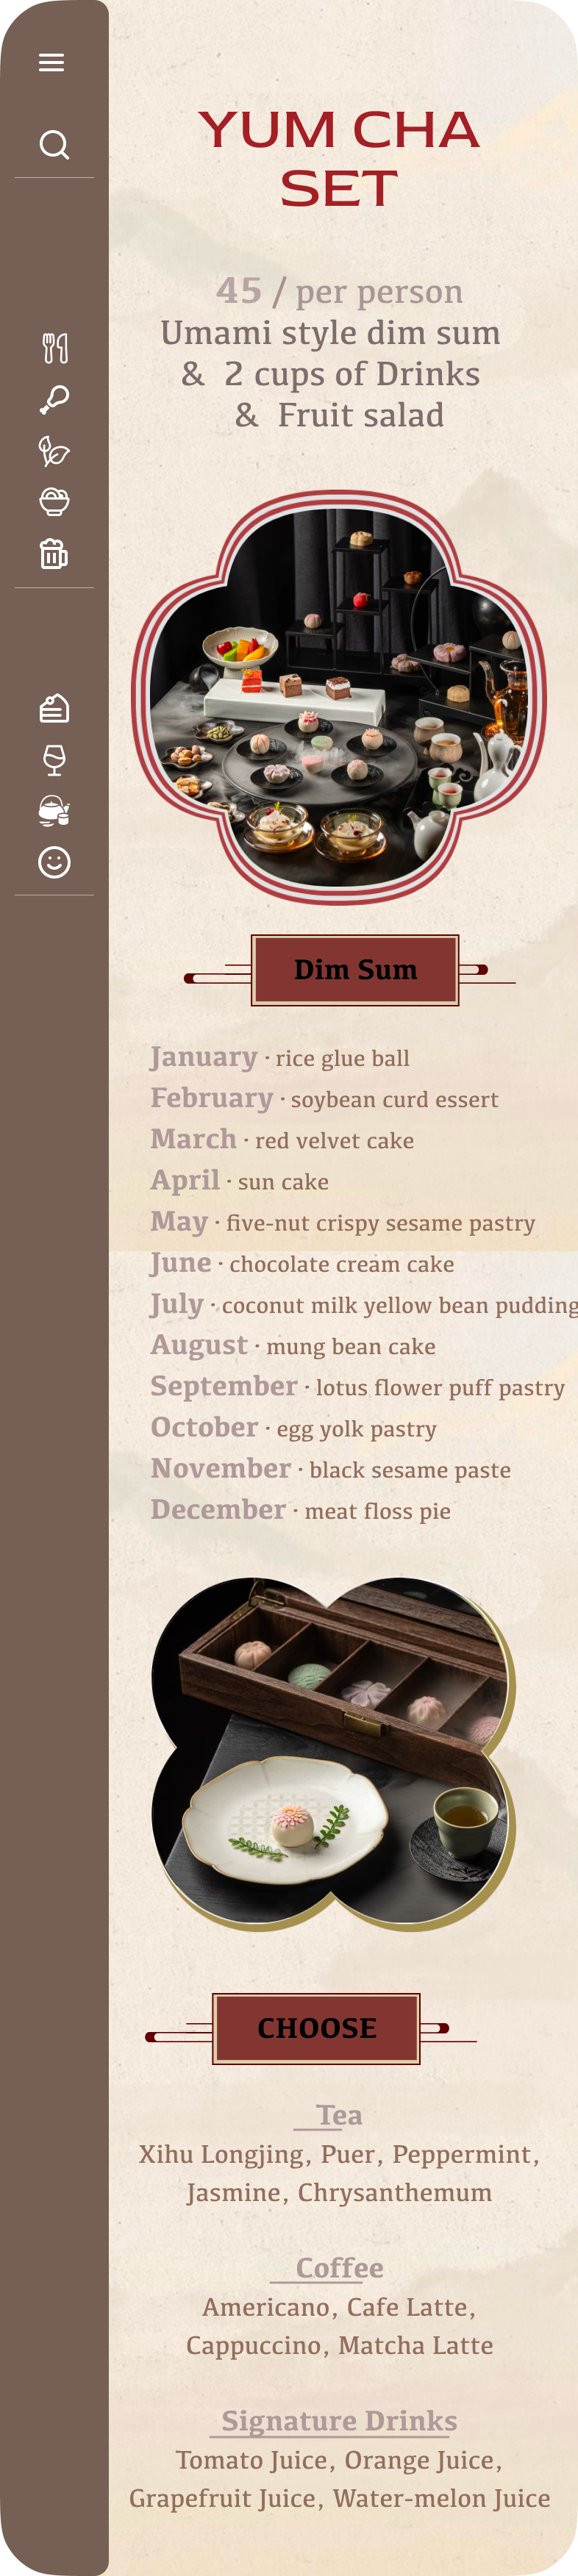 YUM CHA
SET
45 / per person
Umami style dim sum
& 2 cups of Drinks
& Fruit salad
Dim Sum
January · rice glue ball
February · soybean curd essert
March · red velvet cake
April · sun cake
May · five-nut crispy sesame pastry
June · chocolate cream cake
July · coconut milk yellow bean pudding
August · mung bean cake
September · lotus flower puff pastry
October · egg yolk pastry
November · black sesame paste
December · meat floss pie
CHOOSE
Tea
Xihu Longjing, Puer, Peppermint,
Jasmine, Chrysanthemum
Coffee
Americano, Cafe Latte,
Cappuccino, Matcha Latte
Signature Drinks
Tomato Juice, Orange Juice,
Grapefruit Juice, Water-melon Juice